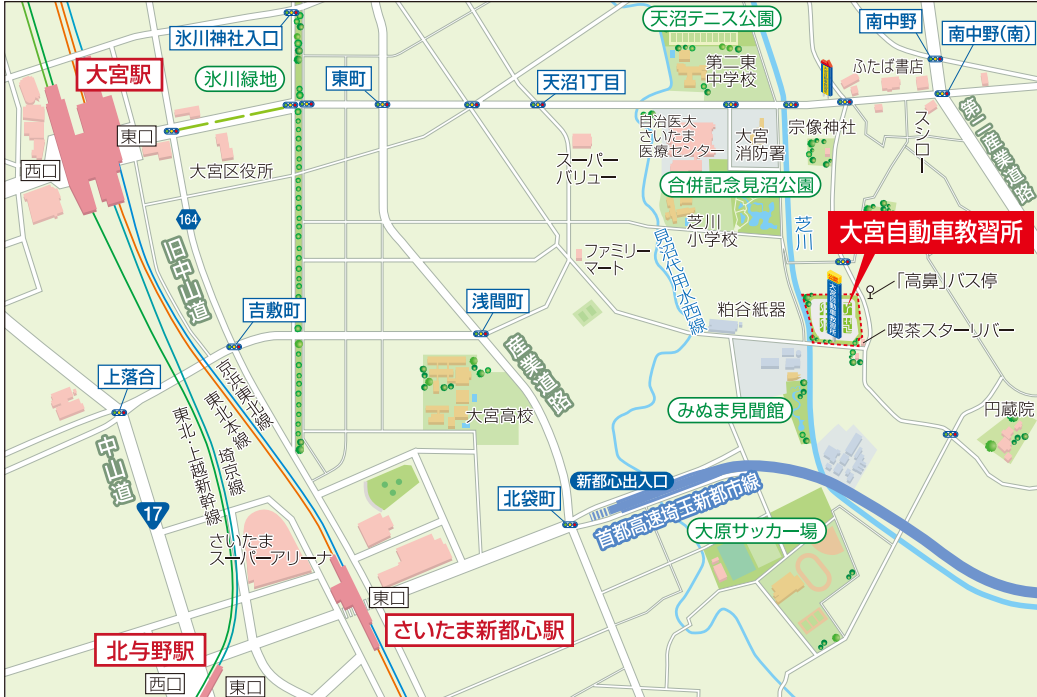 天沼テニス公園
南中野
南中野(南)
氷川神社入口
大宮駅
氷川緑地
東町
天沼1丁目
第二東
中学校
ふたば書店
東口
西口
大宮区役所
自治医大
さいたま
医療センター
大宮
消防署
宗像神社
スシロー
第二産業道路
スーパー
バリュー
合併記念見沼公園
164
旧中山道
芝川
小学校
芝川
大宮自動車教習所
ファミリー
マート
見沼代用水西線
「高鼻」バス停
大宮自動車教習所
吉敷町
浅間町
粕谷紙器
喫茶スターリバー
産業道路
上落合
京浜東北線
東北本線
埼京線
東北・上越新幹線
大宮高校
みぬま見聞館
円蔵院
中山道
17
新都心出入口
北袋町
首都高速埼玉新都市線
大原サッカー場
さいたま
スーパーアリーナ
東口
さいたま新都心駅
北与野駅
西口
東口